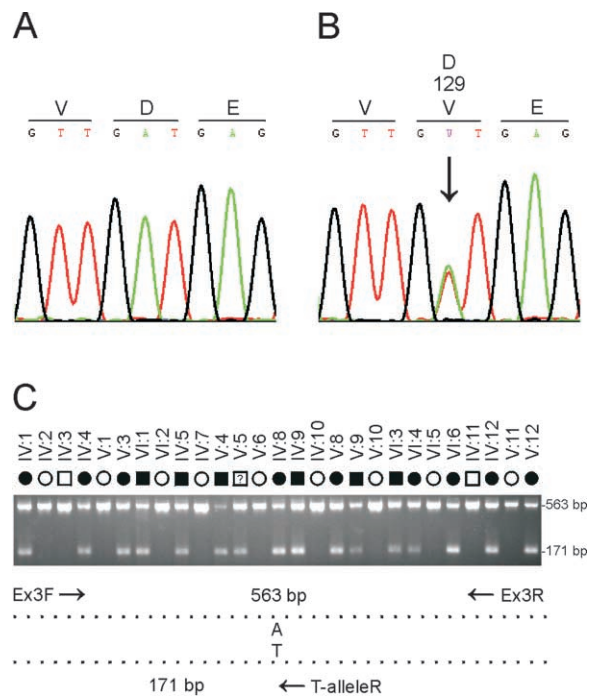 A
B
D
129
V D E
V V E
G T T G A T G A G
G T T G W T G A G
C
IV:1 IV:2 IV:3 IV:4 V:1 V:3 VI:1 VI:2 V:5 IV:7 V:4 V:5 V:6 IV:8 IV:9 IV:10 V:8 V:9 V:10 VI:3 VI:4 VI:5 VI:6 IV:11 IV:12 V:11 V:12
?
-563 bp
-171 bp
Ex3F → 563 bp ← Ex3R
A
T
171 bp ← T-alleleR